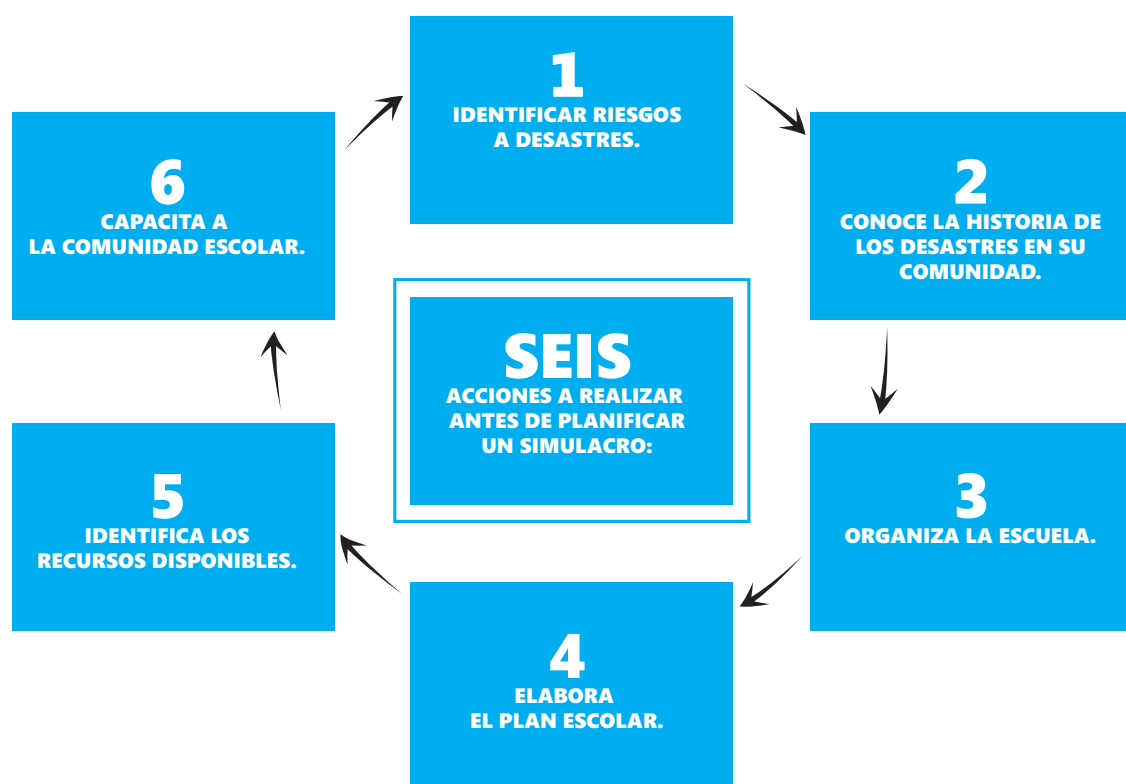 SEIS
ACCIONES A REALIZAR
ANTES DE PLANIFICAR
UN SIMULACRO:
1
IDENTIFICAR RIESGOS
A DESASTRES.
2
CONOCE LA HISTORIA DE
LOS DESASTRES EN SU
COMUNIDAD.
3
ORGANIZA LA ESCUELA.
4
ELABORA
EL PLAN ESCOLAR.
5
IDENTIFICA LOS
RECURSOS DISPONIBLES.
6
CAPACITA A
LA COMUNIDAD ESCOLAR.